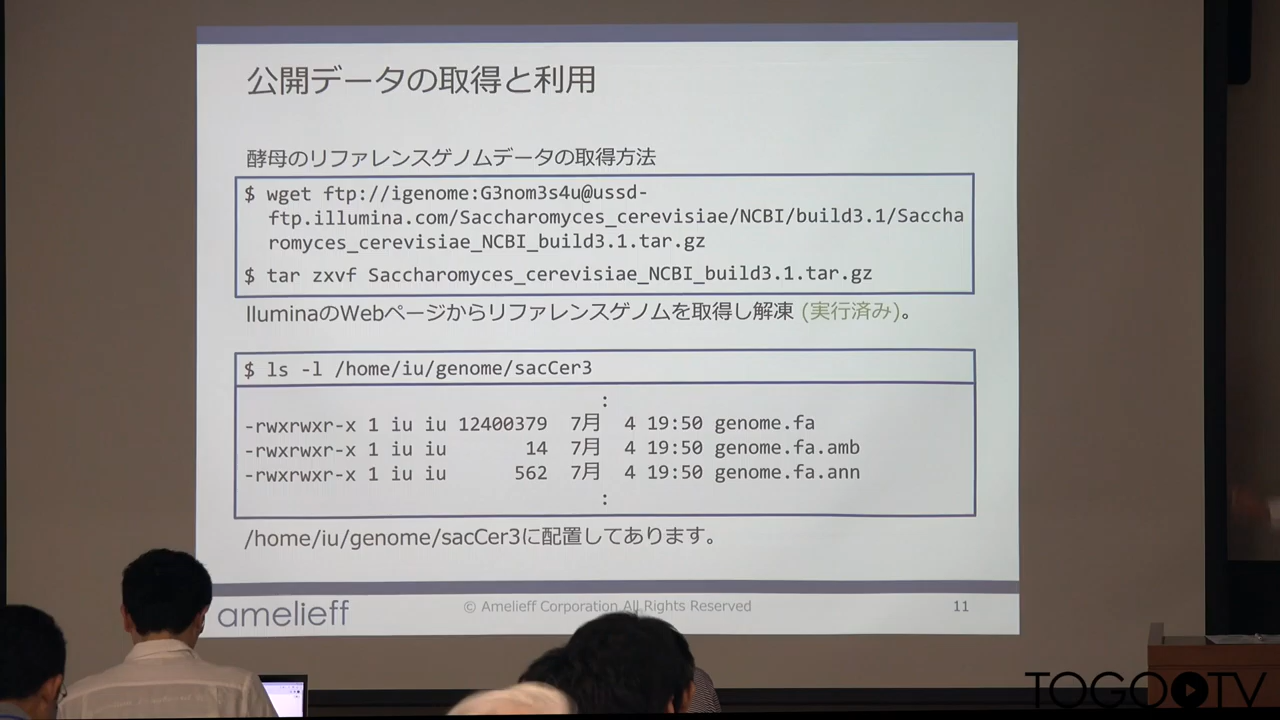 公開データの取得と利用
酵母のリファレンスゲノムデータの取得方法
$ wget ftp://igenome:G3nom3s4u@ussd-
ftp.illumina.com/Saccharomyces_cerevisiae/NCBI/build3.1/Saccha
romyces_cerevisiae_NCBI_build3.1.tar.gz
$ tar zxvf Saccharomyces_cerevisiae_NCBI_build3.1.tar.gz
IluminaのWebページからリファレンスゲノムを取得し解凍 (実行済み)。
$ ls -l /home/iu/genome/sacCer3
:
-rwxrwxr-x 1 iu iu 12400379 7月 4 19:50 genome.fa
-rwxrwxr-x 1 iu iu 14 7月 4 19:50 genome.fa.amb
-rwxrwxr-x 1 iu iu 562 7月 4 19:50 genome.fa.ann
:
/home/iu/genome/sacCer3に配置してあります。
amelieff
© Amelieff Corporation All Rights Reserved
11
TOGO TV